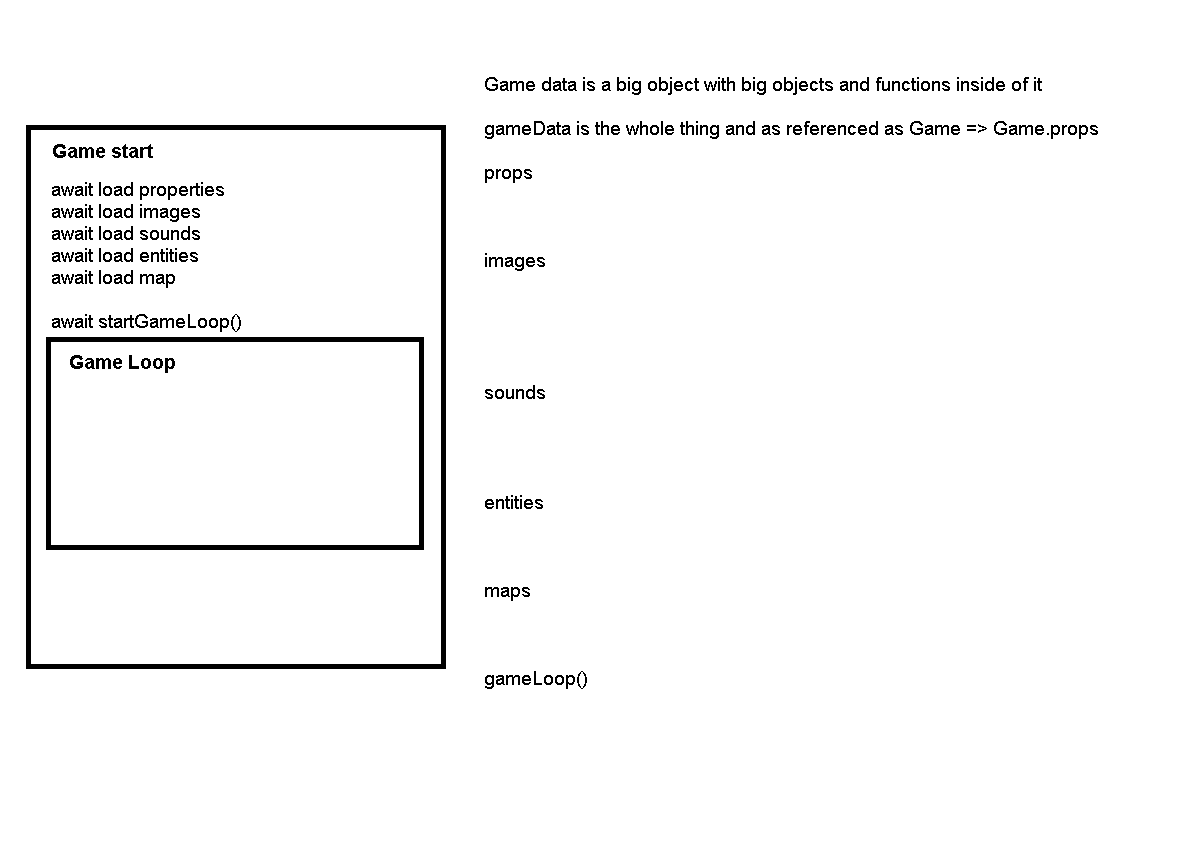 Game start
await load properties
await load images
await load sounds
await load entities
await load map
await startGameLoop()
Game Loop
Game data is a big object with big objects and functions inside of it
gameData is the whole thing and as referenced as Game => Game.props
props
images
sounds
entities
maps
gameLoop()